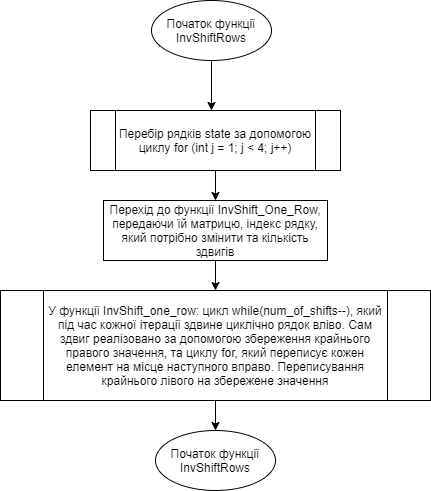 Початок функції
InvShiftRows
Перебір рядків state за допомогою
циклу for (int j = 1; j < 4; j++)
Перехід до функції InvShift_One_Row,
передаючи їй матрицю, індекс рядку,
який потрібно змінити та кількість
здвигів
У функції InvShift_one_row: цикл while(num_of_shifts--), який
під час кожної ітерації здвине циклічно рядок вліво. Сам
здвиг реалізовано за допомогою збереження крайнього
правого значення, та циклу for, який переписує кожен
елемент на місце наступного вправо. Переписування
крайнього лівого на збережене значення
Початок функції
InvShiftRows